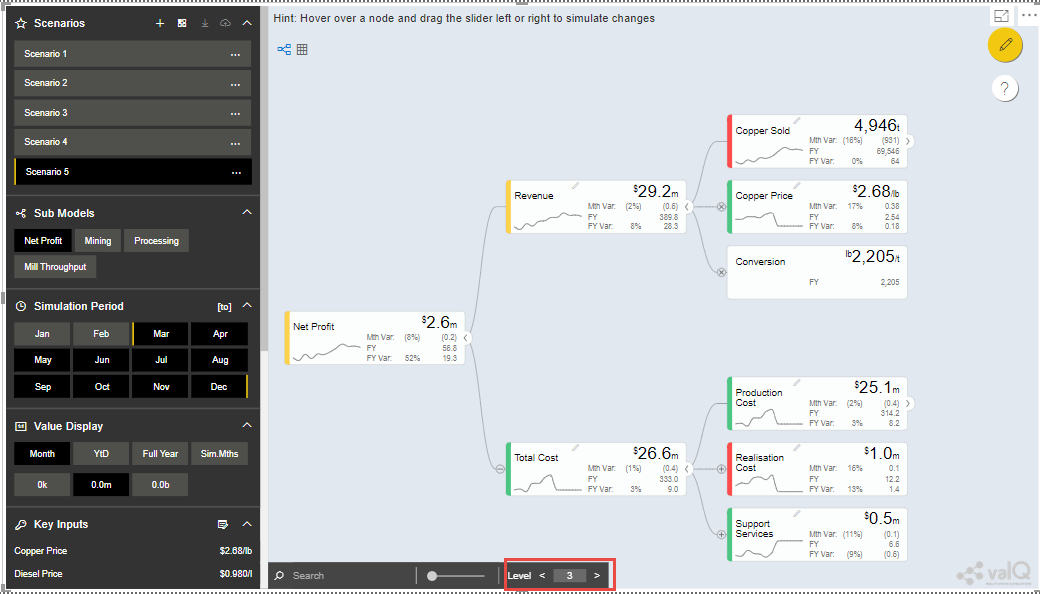 Scenarios
Scenario 1
Scenario 2
Scenario 3
Scenario 4
Scenario 5
Sub Models
Net Profit Mining Processing
Mill Throughput
Simulation Period [to]
Jan Feb Mar Apr
May Jun Jul Aug
Sep Oct Nov Dec
Value Display
Month YtD Full Year Sim.Mths
0k 0.0m 0.0b
Key Inputs
Copper Price $2.68/lb
Diesel Price $0.980/l
Hint: Hover over a node and drag the slider left or right to simulate changes
?
Net Profit $2.6m
Mth Var: (8%) (0.2)
FY 56.8
FY Var: 52% 19.3
Revenue $29.2m
Mth Var: (2%) (0.6)
FY 389.8
FY Var: 8% 28.3
Total Cost $26.6m
Mth Var: (1%) (0.4)
FY 333.0
FY Var: 3% 9.0
Copper Sold 4,946t
Mth Var: (16%) (931)
FY 69,546
FY Var: 0% 64
Copper Price $2.68/lb
Mth Var: 17% 0.38
FY 2.54
FY Var: 8% 0.18
Conversion lb2,205/t
FY 2,205
Production Cost $25.1m
Mth Var: (2%) (0.4)
FY 314.2
FY Var: 3% 8.2
Realisation Cost $1.0m
Mth Var: 16% 0.1
FY 12.2
FY Var: 13% 1.4
Support Services $0.5m
Mth Var: (11%) (0.1)
FY 6.6
FY Var: (9%) (0.6)
Search
Level < 3 >
valQ